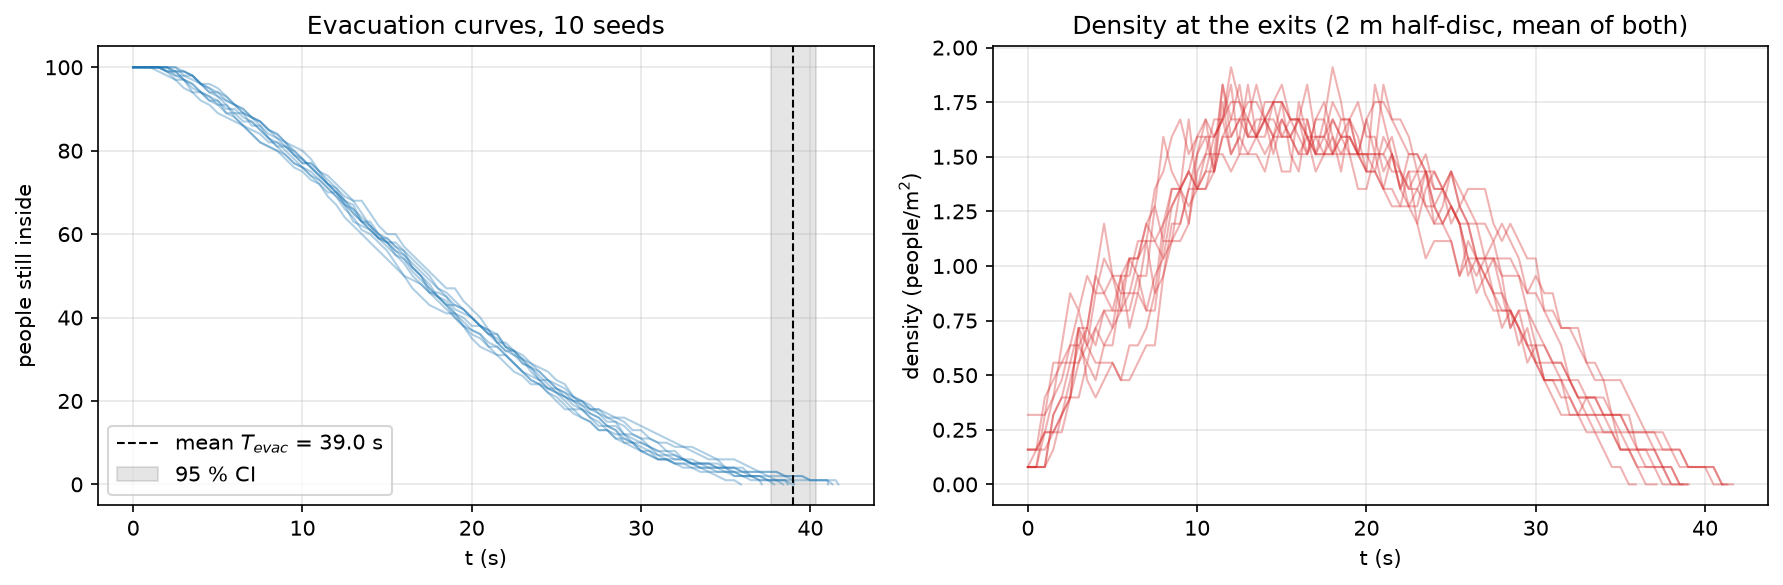 Evacuation curves, 10 seeds
people still inside
100
80
60
40
20
0
mean T_evac = 39.0 s
95 % CI
0 10 20 30 40
t (s)
Density at the exits (2 m half-disc, mean of both)
density (people/m²)
2.00
1.75
1.50
1.25
1.00
0.75
0.50
0.25
0.00
0 10 20 30 40
t (s)